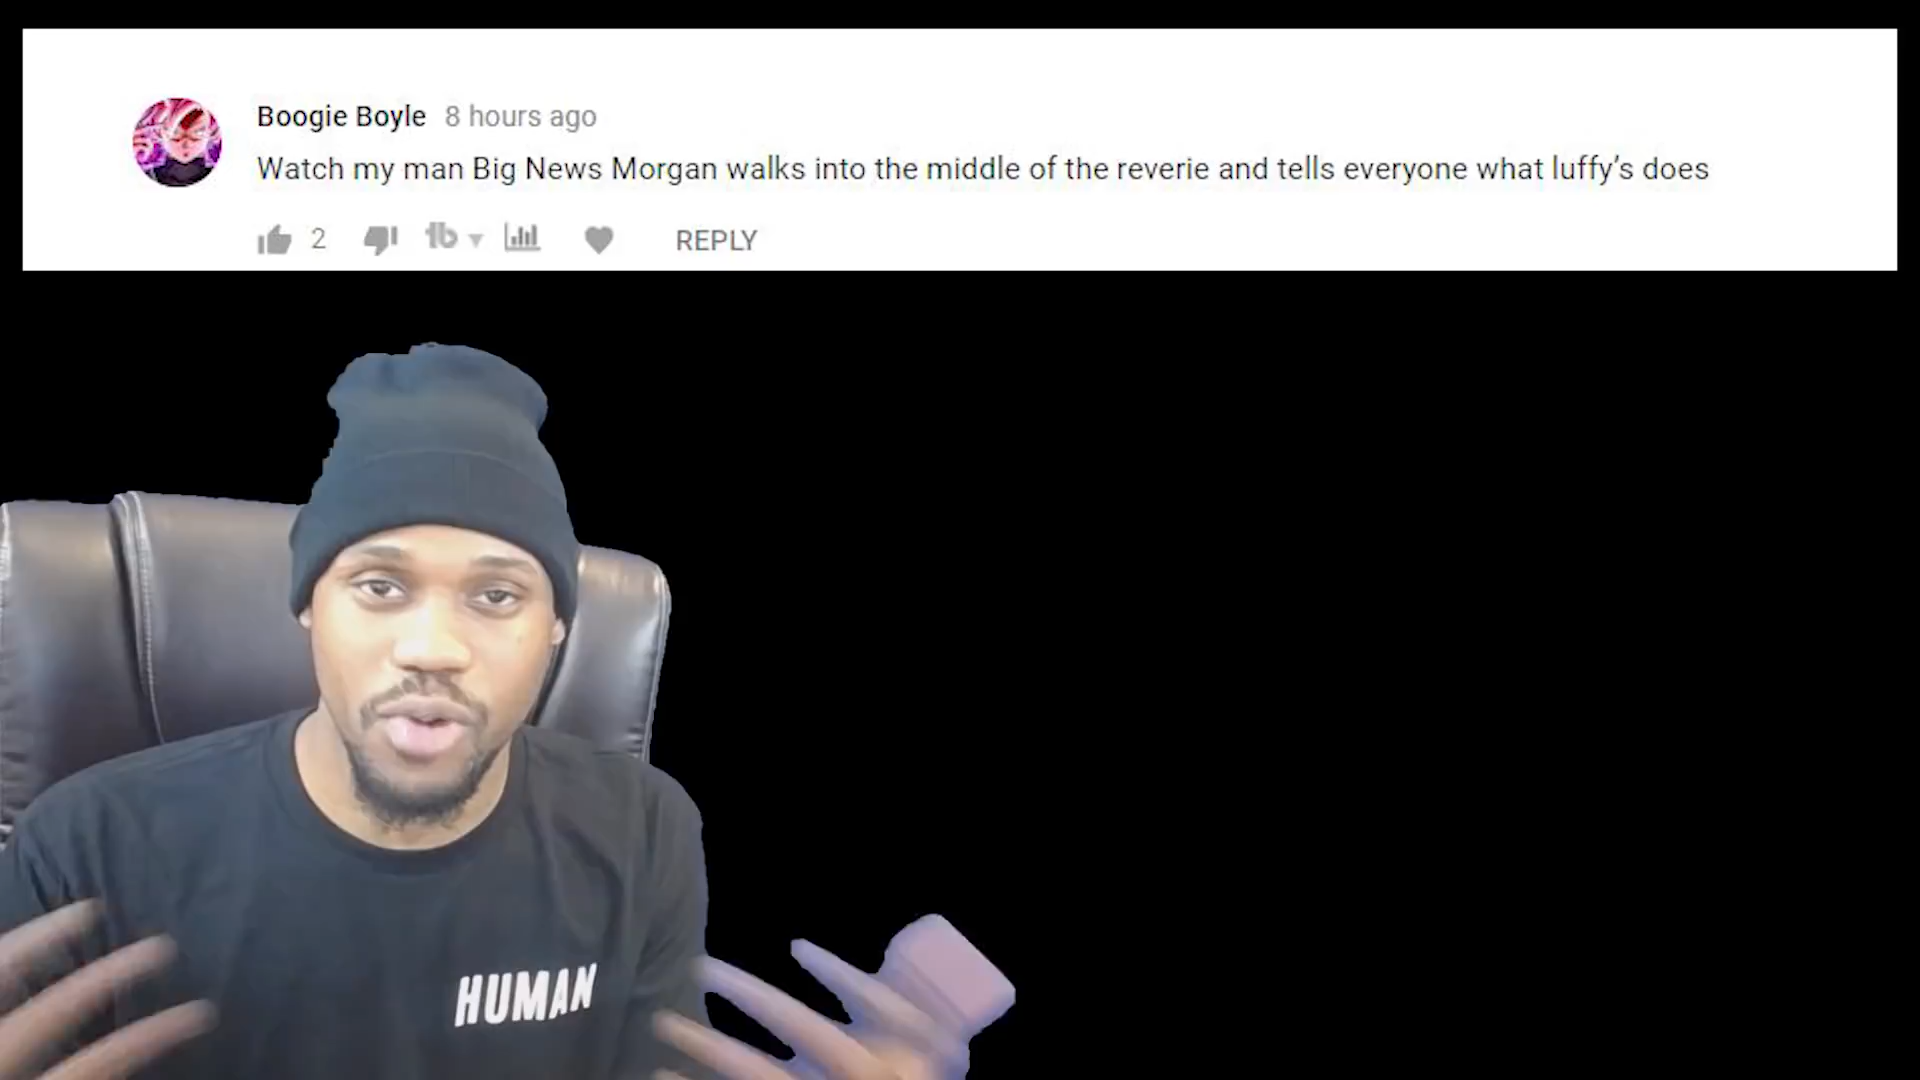 Boogie Boyle 8 hours ago
Watch my man Big News Morgan walks into the middle of the reverie and tells everyone what luffy’s does
2 REPLY
HUMAN